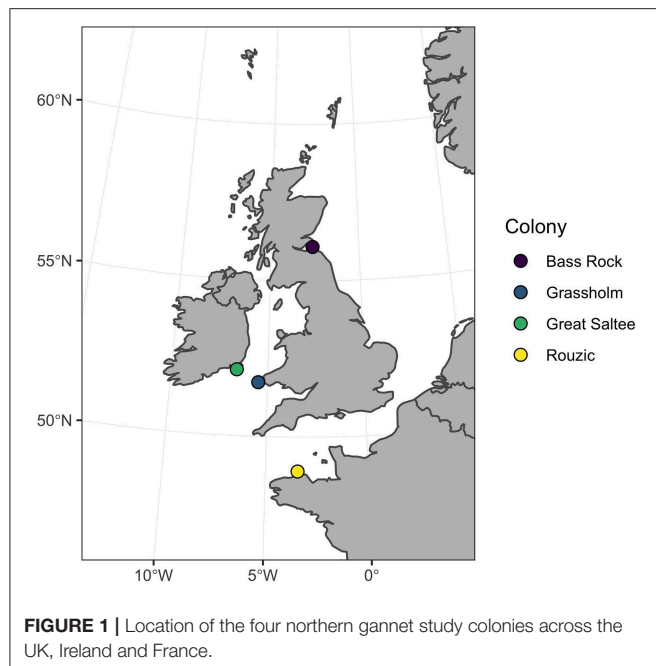 60°N
55°N
50°N
10°W
5°W
0°
Colony
Bass Rock
Grassholm
Great Saltee
Rouzic
FIGURE 1 | Location of the four northern gannet study colonies across the
UK, Ireland and France.